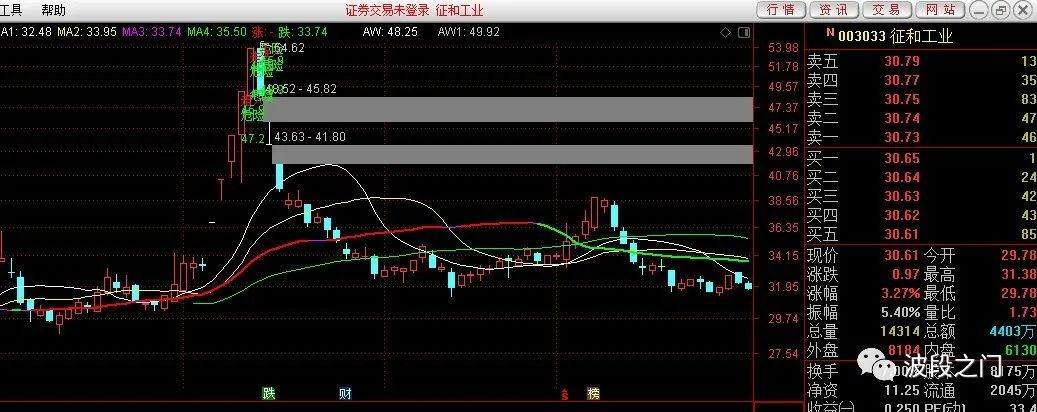 工具 帮助 证券交易未登录 征和工业 行情 资讯 交易 网站
A1: 32.48 MA2: 33.95 MA3: 33.74 MA4: 35.50 涨: - 跌: 33.74 AW: 48.25 AW1: 49.92
N 003033 征和工业
54.62
危险
48.52 - 45.82
危险
47.2
43.63 - 41.80
53.98
51.78
49.57
47.37
45.17
42.96
40.76
38.56
36.35
34.15
31.95
29.74
27.54
卖五 30.79 13
卖四 30.77 35
卖三 30.75 83
卖二 30.74 47
卖一 30.73 46
买一 30.65 1
买二 30.64 24
买三 30.63 42
买四 30.62 43
买五 30.61 85
现价 30.61 今开 29.78
涨跌 0.97 最高 31.38
涨幅 3.27% 最低 29.78
振幅 5.40% 量比 1.73
总量 14314 总额 4403万
外盘 8184 内盘 6130
换手 8175万
净资 11.25 流通 2045万
收益(一) 0.250 PE(动) 33.4
跌 财 榜
波段之门